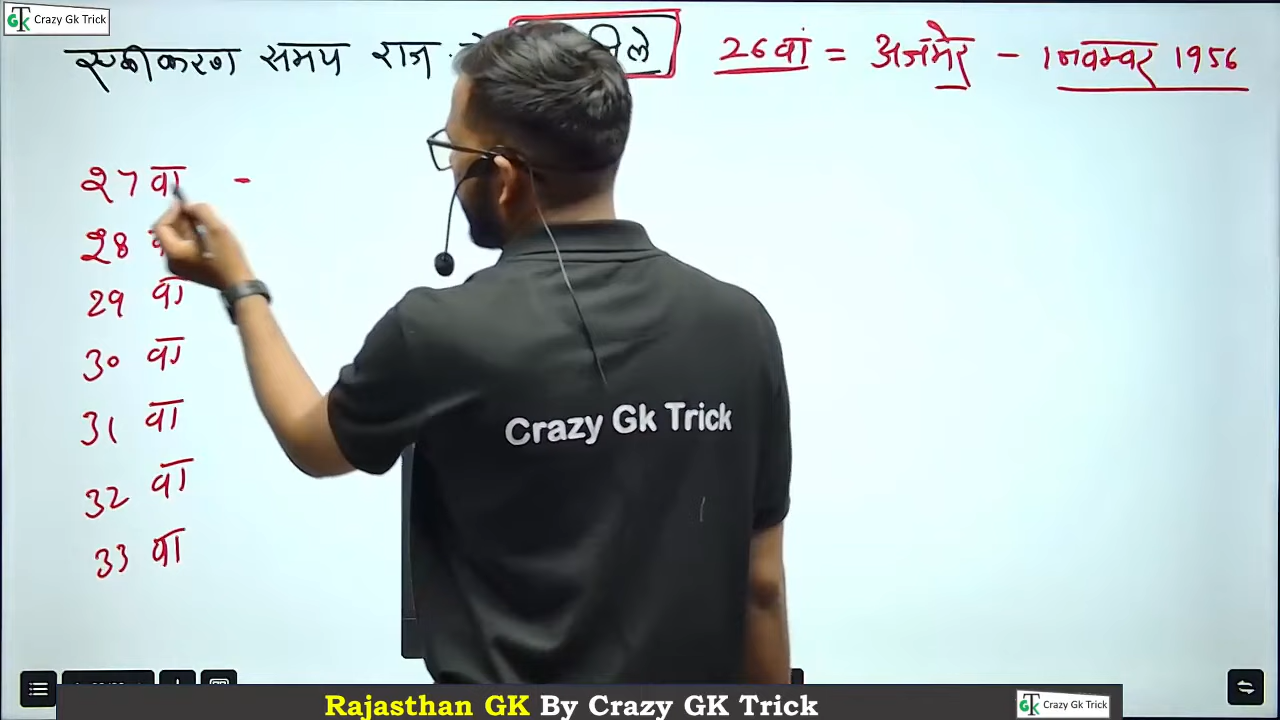 Crazy Gk Trick
एकीकरण समय राज. जिले 26 वां = अजमेर - 1 नवम्बर 1956
27 वा -
28
29 वा
30 वा
31 वा
32 वा
33 वा
Crazy Gk Trick
Rajasthan GK By Crazy GK Trick
Crazy GK Trick